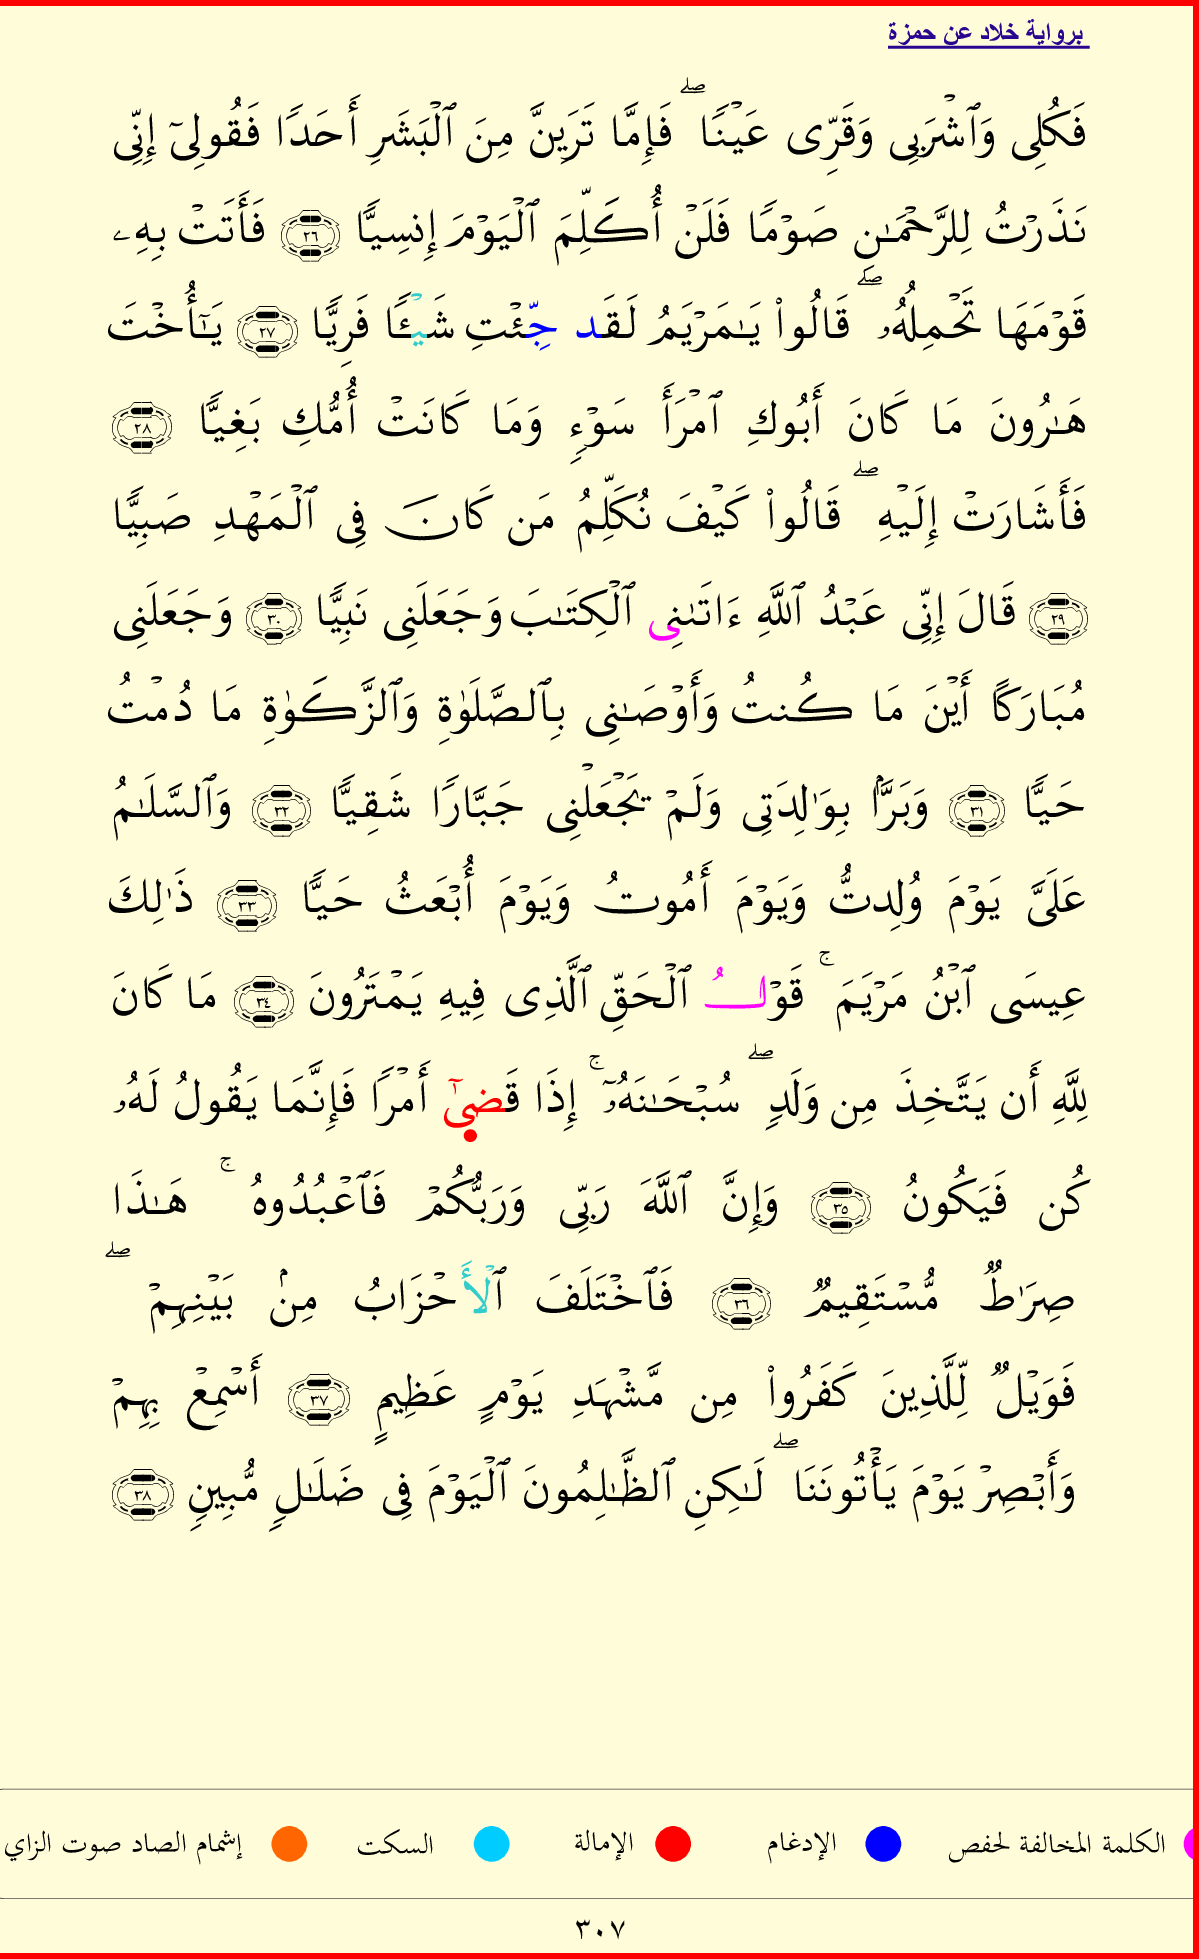 برواية خلاد عن حمزة
فَكُلِى وَٱشْرَبِى وَقَرِّى عَيْنًا ۖ فَإِمَّا تَرَيِنَّ مِنَ ٱلْبَشَرِ أَحَدًا فَقُولِىٓ إِنِّى
نَذَرْتُ لِلرَّحْمَـٰنِ صَوْمًا فَلَنْ أُكَلِّمَ ٱلْيَوْمَ إِنسِيًّا ٢٦ فَأَتَتْ بِهِۦ
قَوْمَهَا تَحْمِلُهُۥ ۖ قَالُوا۟ يَـٰمَرْيَمُ لَقَد جِّئْتِ شَيْـًٔا فَرِيًّا ٢٧ يَـٰٓأُخْتَ
هَـٰرُونَ مَا كَانَ أَبُوكِ ٱمْرَأَ سَوْءٍ وَمَا كَانَتْ أُمُّكِ بَغِيًّا ٢٨
فَأَشَارَتْ إِلَيْهِ ۖ قَالُوا۟ كَيْفَ نُكَلِّمُ مَن كَانَ فِى ٱلْمَهْدِ صَبِيًّا
٢٩ قَالَ إِنِّى عَبْدُ ٱللَّهِ ءَاتَىٰنِى ٱلْكِتَـٰبَ وَجَعَلَنِى نَبِيًّا ٣٠ وَجَعَلَنِى
مُبَارَكًا أَيْنَ مَا كُنتُ وَأَوْصَـٰنِى بِٱلصَّلَوٰةِ وَٱلزَّكَوٰةِ مَا دُمْتُ
حَيًّا ٣١ وَبَرًّۢا بِوَٰلِدَتِى وَلَمْ يَجْعَلْنِى جَبَّارًا شَقِيًّا ٣٢ وَٱلسَّلَـٰمُ
عَلَىَّ يَوْمَ وُلِدتُّ وَيَوْمَ أَمُوتُ وَيَوْمَ أُبْعَثُ حَيًّا ٣٣ ذَٰلِكَ
عِيسَى ٱبْنُ مَرْيَمَ ۚ قَوْلُ ٱلْحَقِّ ٱلَّذِى فِيهِ يَمْتَرُونَ ٣٤ مَا كَانَ
لِلَّهِ أَن يَتَّخِذَ مِن وَلَدٍ ۖ سُبْحَـٰنَهُۥٓ ۚ إِذَا قَضِىٓ أَمْرًا فَإِنَّمَا يَقُولُ لَهُۥ
كُن فَيَكُونُ ٣٥ وَإِنَّ ٱللَّهَ رَبِّى وَرَبُّكُمْ فَٱعْبُدُوهُ ۚ هَـٰذَا
صِرَٰطٌ مُّسْتَقِيمٌ ٣٦ فَٱخْتَلَفَ ٱلْأَحْزَابُ مِنۢ بَيْنِهِمْ ۖ
فَوَيْلٌ لِّلَّذِينَ كَفَرُوا۟ مِن مَّشْهَدِ يَوْمٍ عَظِيمٍ ٣٧ أَسْمِعْ بِهِمْ
وَأَبْصِرْ يَوْمَ يَأْتُونَنَا ۖ لَـٰكِنِ ٱلظَّـٰلِمُونَ ٱلْيَوْمَ فِى ضَلَـٰلٍ مُّبِينٍ ٣٨
الكلمة المخالفة لحفص الإدغام الإمالة السكت إشمام الصاد صوت الزاي
٣٠٧